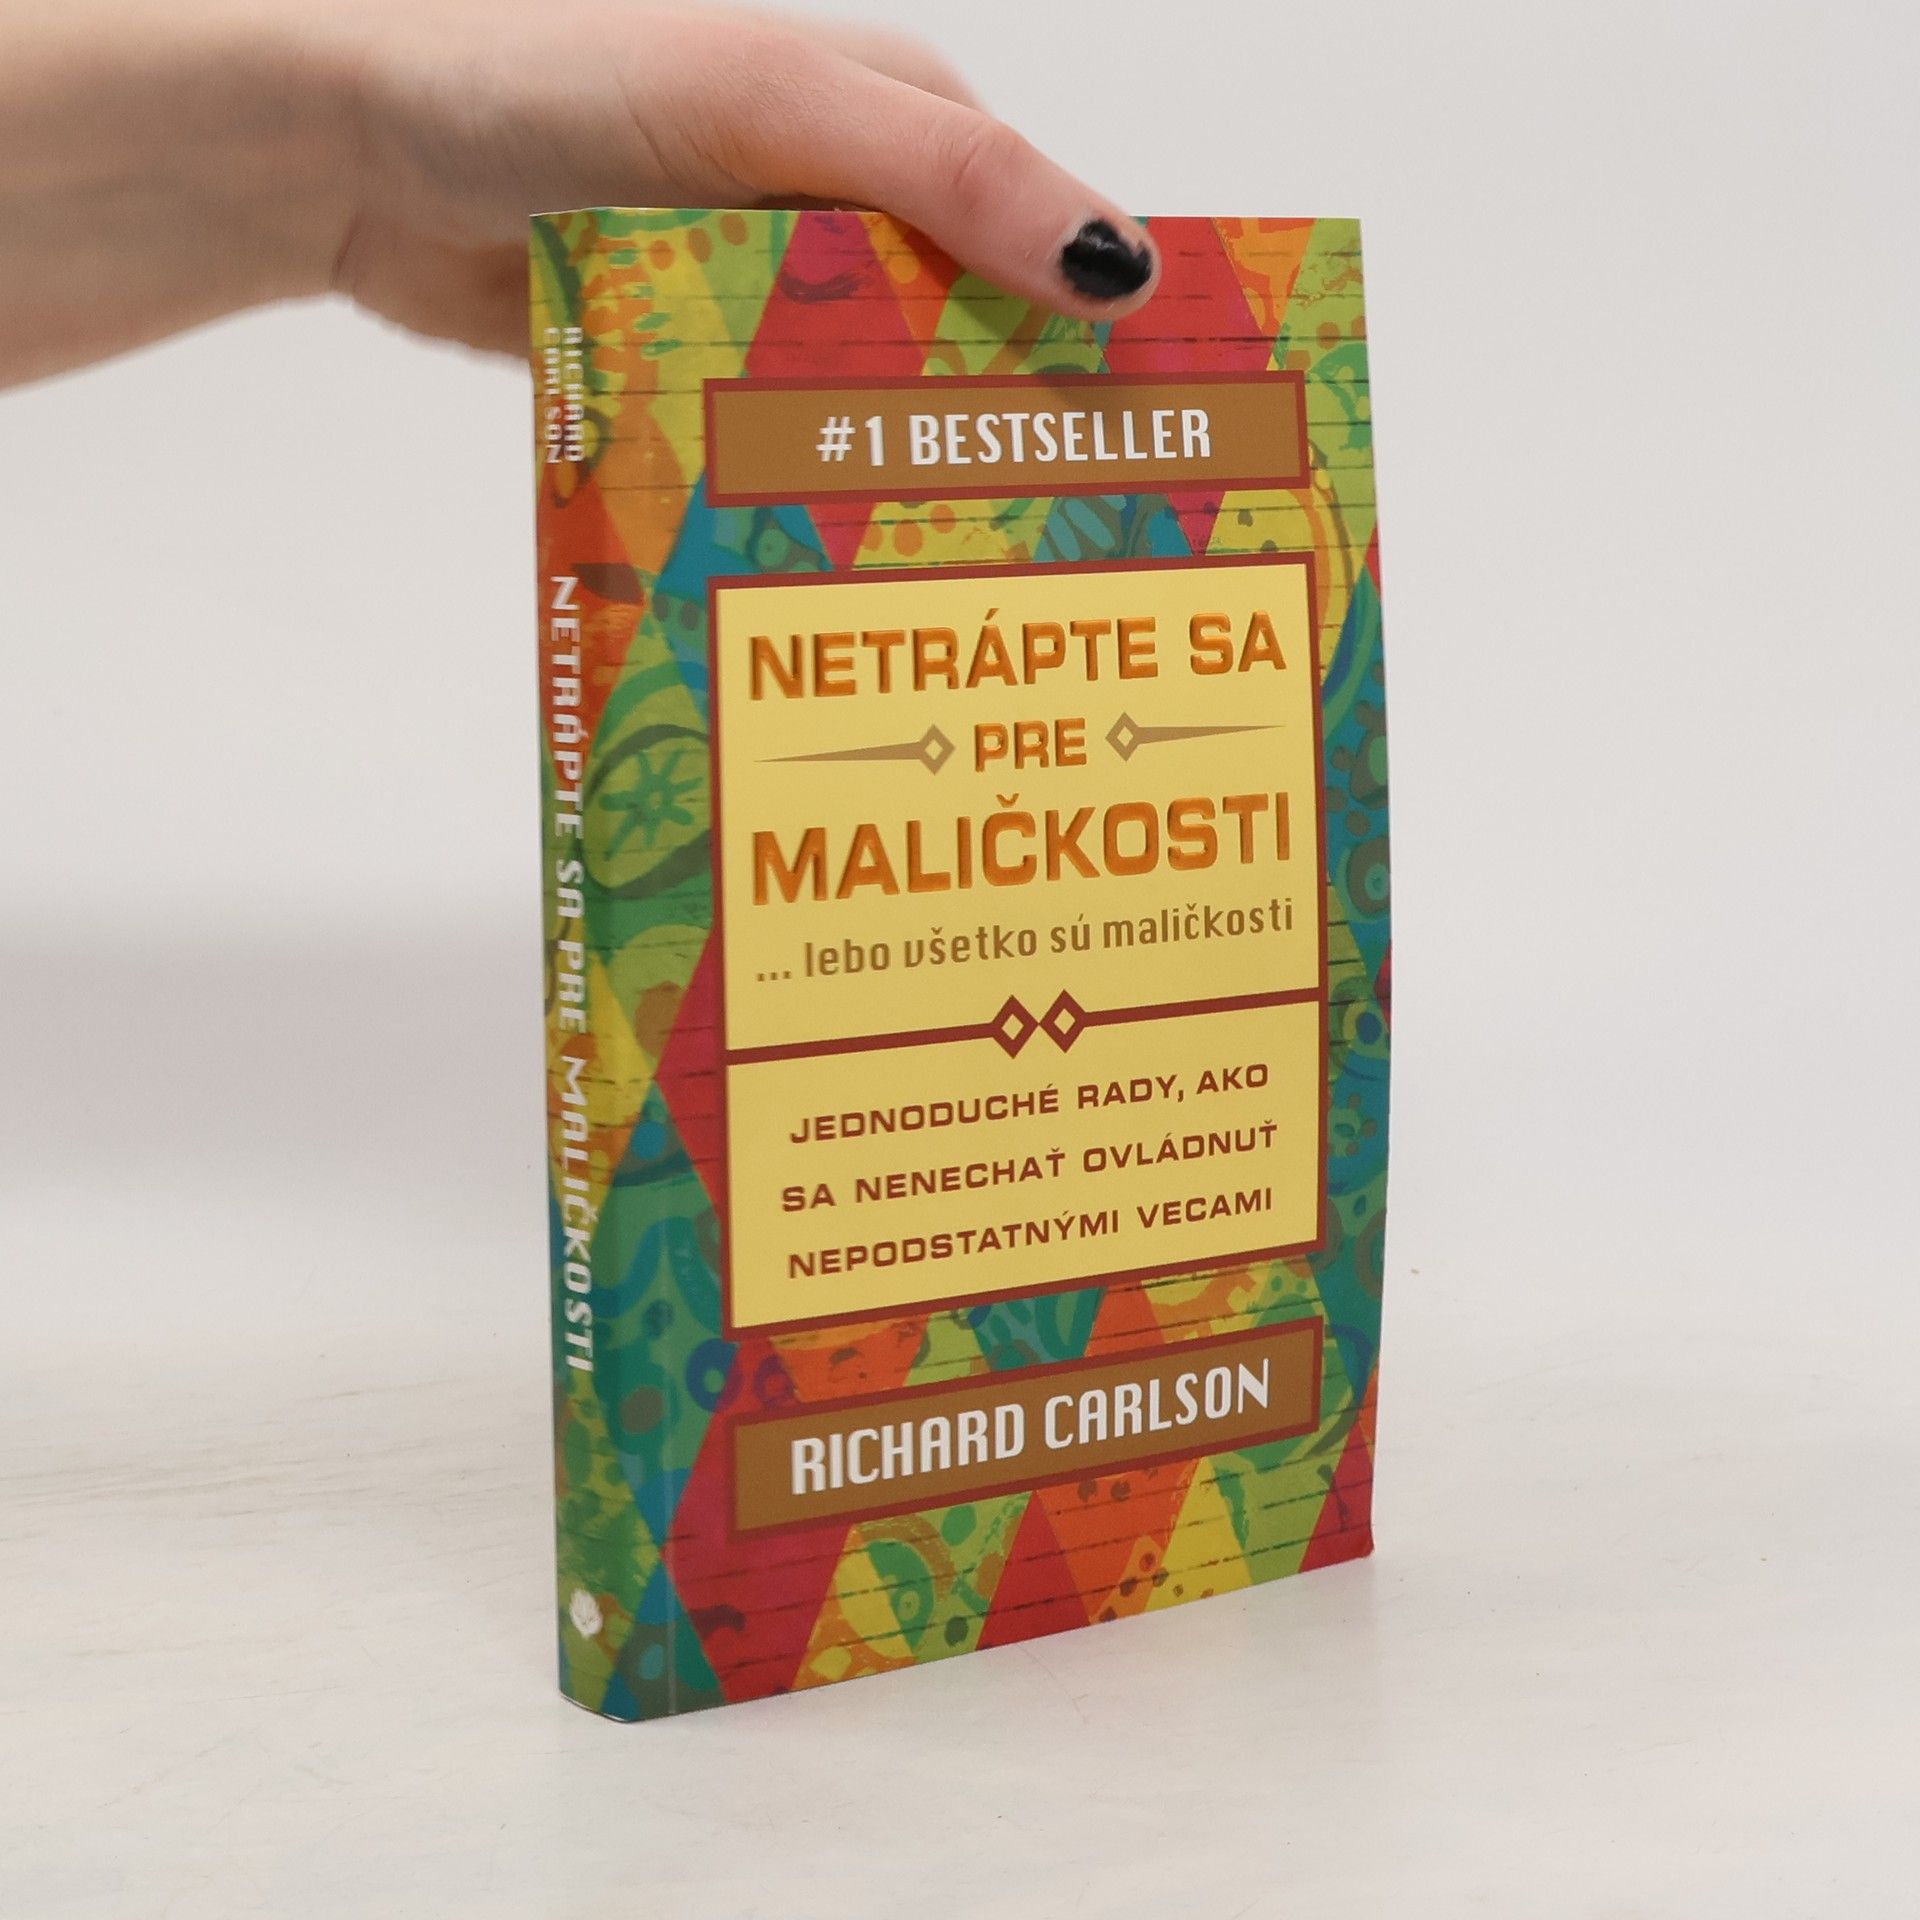 #1 BESTSELLER
NETRÁPTE SA
PRE
MALIČKOSTI
... lebo všetko sú maličkosti
JEDNODUCHÉ RADY, AKO
SA NENECHAŤ OVLÁDNUŤ
NEPODSTATNÝMI VECAMI
RICHARD CARLSON
RICHARD
CARLSON
NETRÁPTE SA PRE MALIČKOSTI